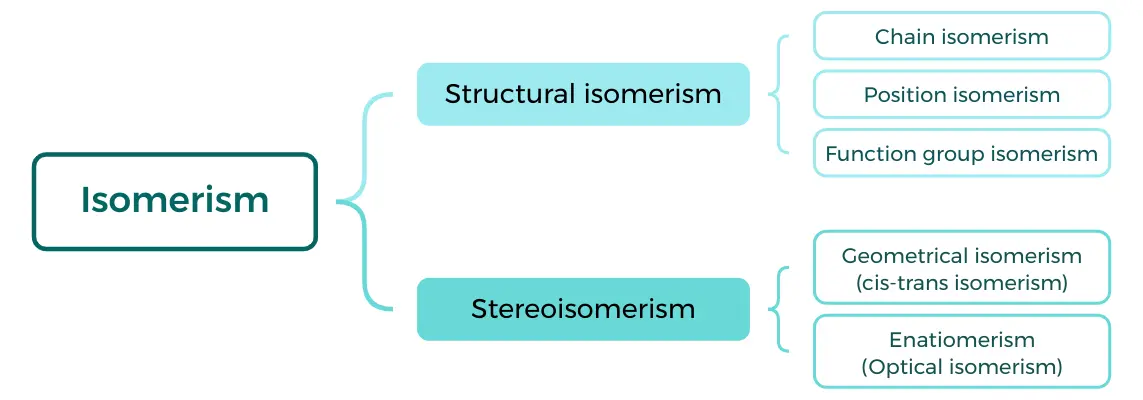 Isomerism
Structural isomerism
Chain isomerism
Position isomerism
Function group isomerism
Stereoisomerism
Geometrical isomerism
(cis-trans isomerism)
Enatiomerism
(Optical isomerism)